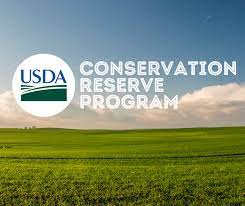 USDA
CONSERVATION
RESERVE
PROGRAM